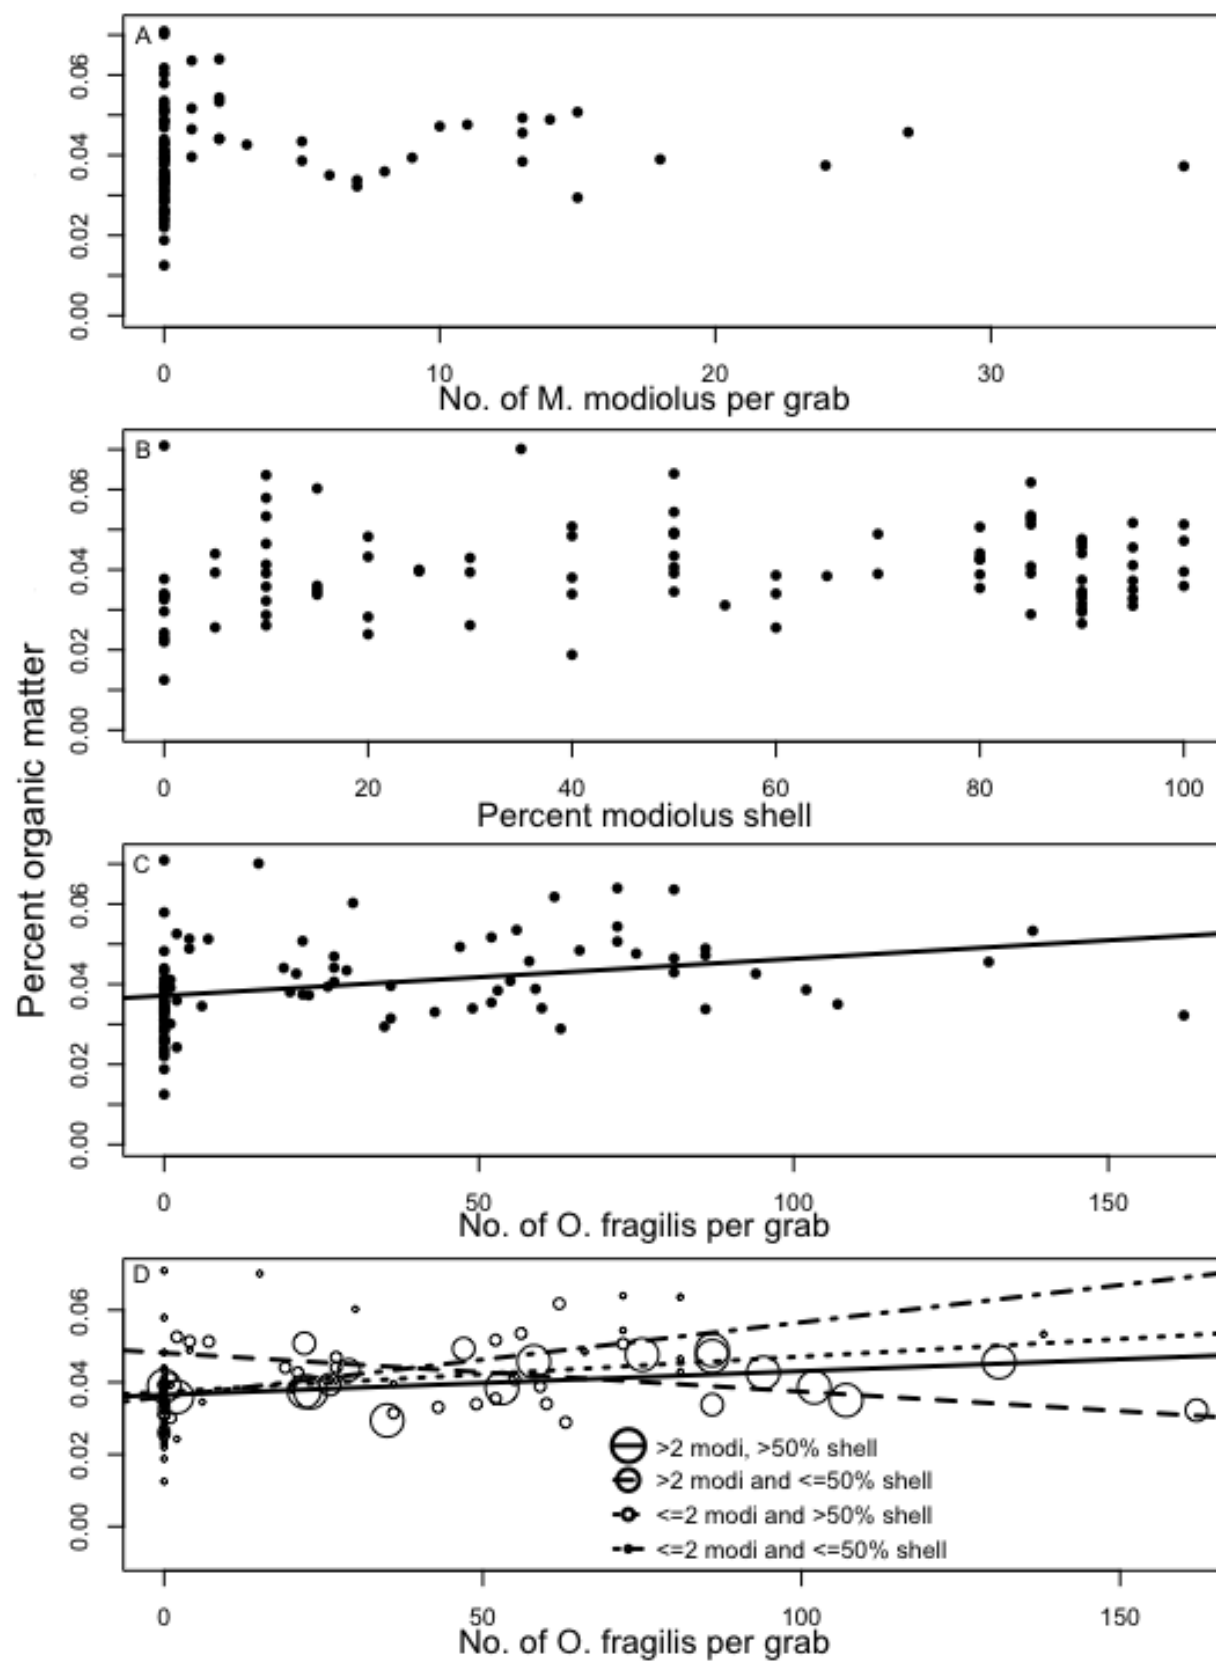 A
0.06
0.04
0.02
0.00
0 10 20 30
No. of M. modiolus per grab
B
0.06
0.04
0.02
0.00
0 20 40 60 80 100
Percent modiolus shell
Percent organic matter
C
0.06
0.04
0.02
0.00
0 50 100 150
No. of O. fragilis per grab
D
0.06
0.04
0.02
0.00
>2 modi, >50% shell
>2 modi and <=50% shell
<=2 modi and >50% shell
<=2 modi and <=50% shell
0 50 100 150
No. of O. fragilis per grab